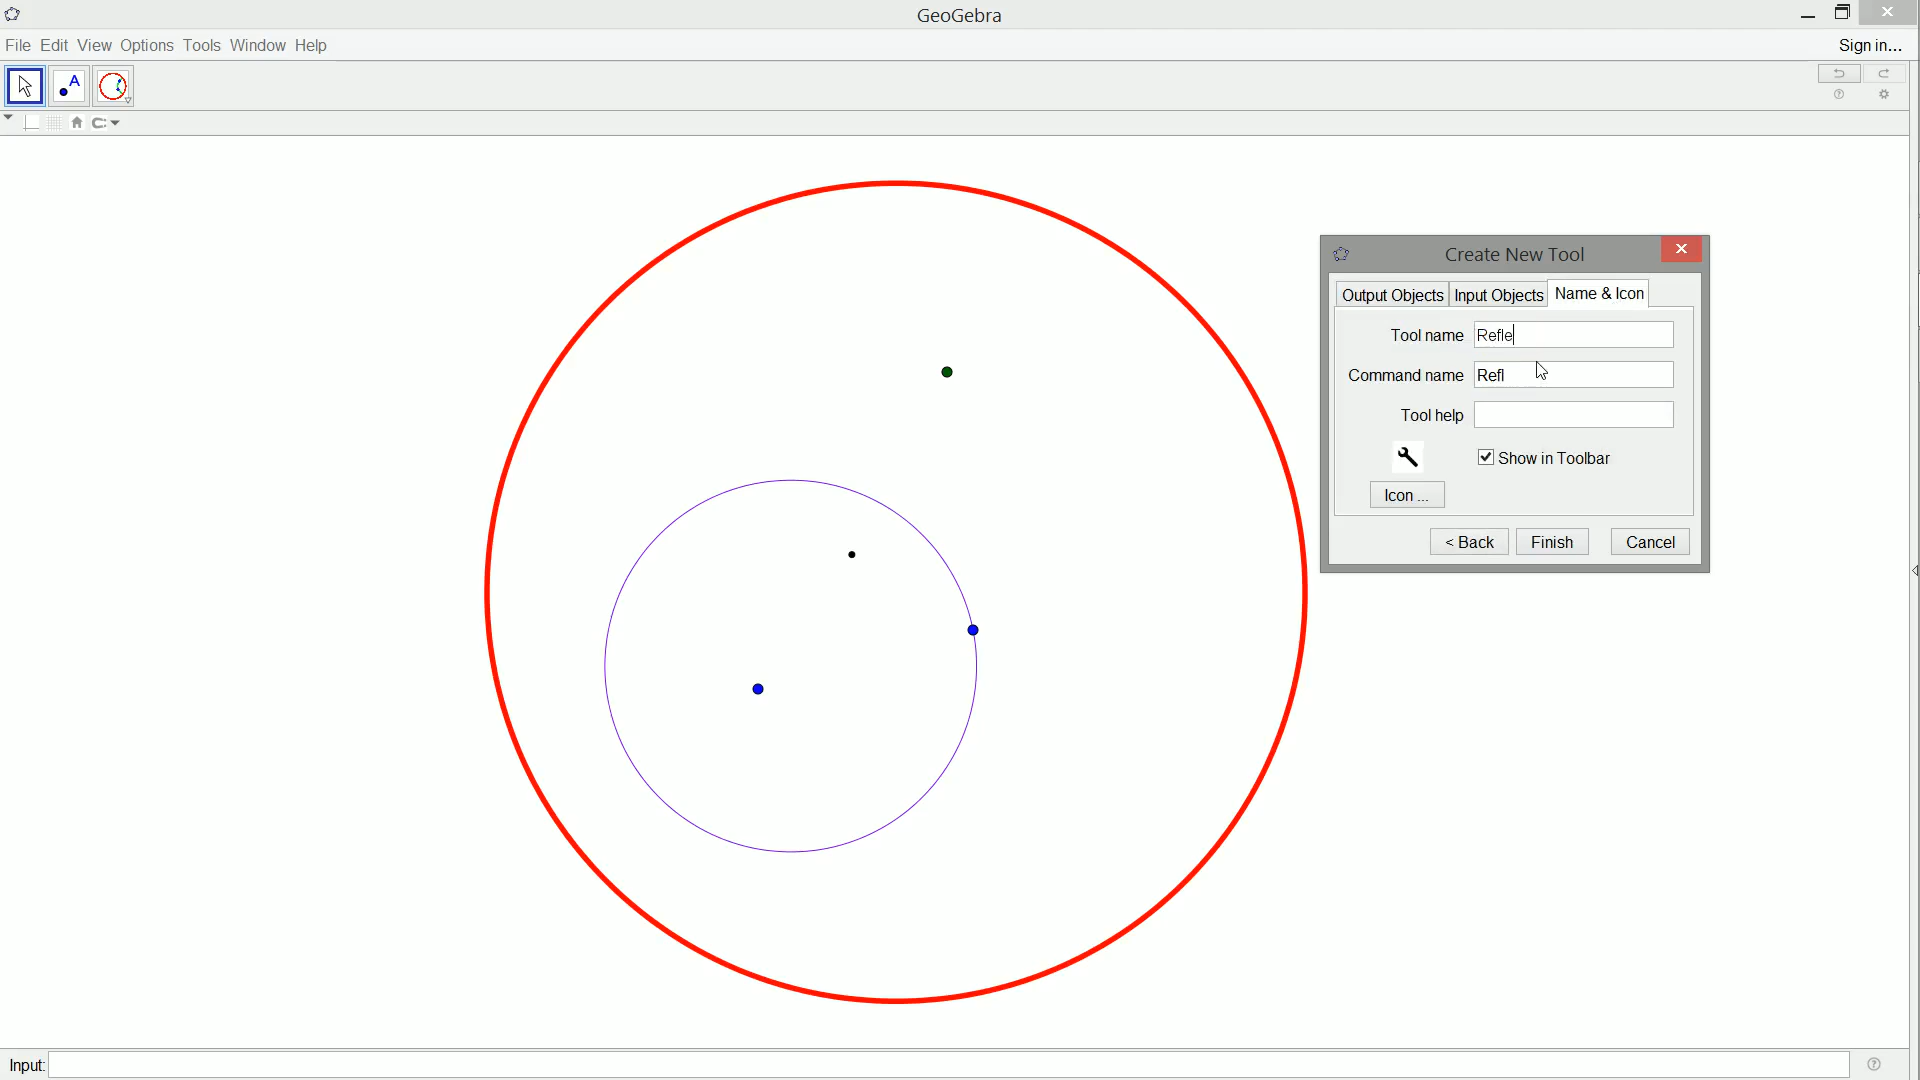 GeoGebra
File Edit View Options Tools Window Help
Sign in...
A
Create New Tool
Output Objects Input Objects Name & Icon
Tool name Refle
Command name Refl
Tool help
Show in Toolbar
Icon ...
< Back Finish Cancel
Input: